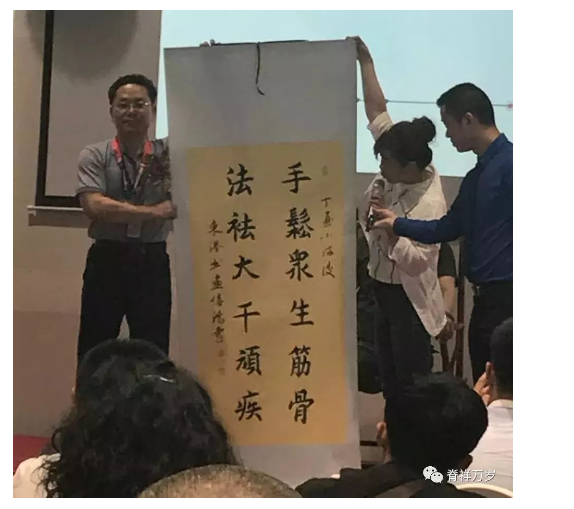 丁酉小滿後
手鬆衆生筋骨
法祛大千頑疾
脊祥万岁